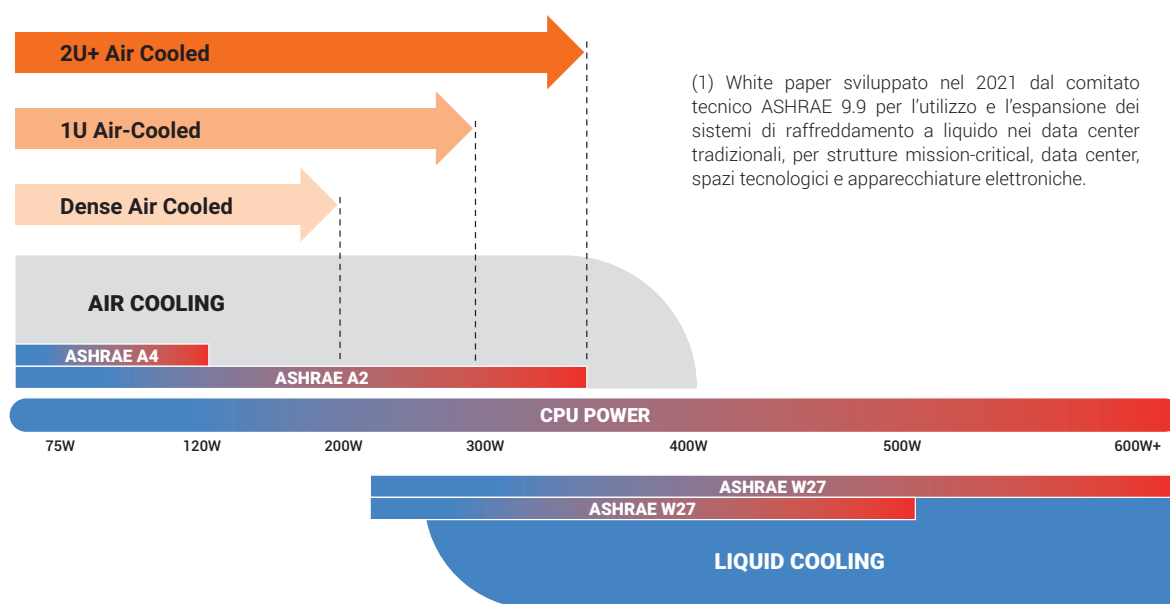 2U+ Air Cooled
1U Air-Cooled
Dense Air Cooled
(1) White paper sviluppato nel 2021 dal comitato
tecnico ASHRAE 9.9 per l'utilizzo e l'espansione dei
sistemi di raffreddamento a liquido nei data center
tradizionali, per strutture mission-critical, data center,
spazi tecnologici e apparecchiature elettroniche.
AIR COOLING
ASHRAE A4
ASHRAE A2
CPU POWER
75W 120W 200W 300W 400W 500W 600W+
ASHRAE W27
ASHRAE W27
LIQUID COOLING